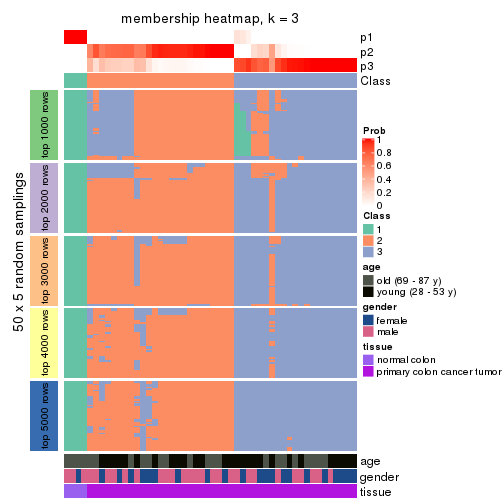 membership heatmap, k = 3
p1
p2
p3
Class
50 x 5 random samplings
top 1000 rows
top 2000 rows
top 3000 rows
top 4000 rows
top 5000 rows
Prob
1
0.8
0.6
0.4
0.2
0
Class
1
2
3
age
old (69 - 87 y)
young (28 - 53 y)
gender
female
male
tissue
normal colon
primary colon cancer tumor
age
gender
tissue